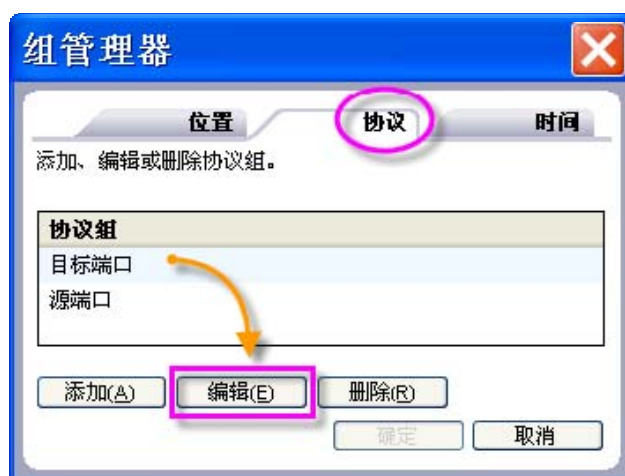 组管理器
位置 协议 时间
添加、编辑或删除协议组。
协议组
目标端口
源端口
添加(A) 编辑(E) 删除(R)
确定 取消